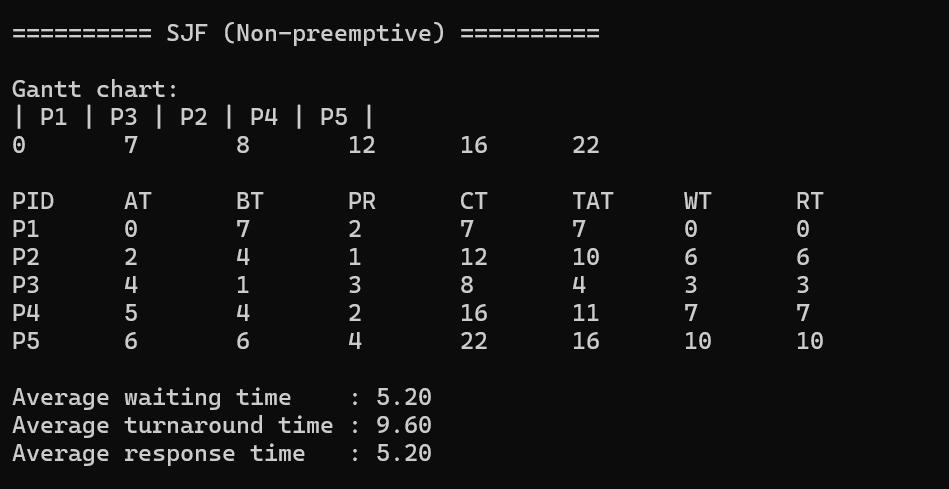 ========== SJF (Non-preemptive) ==========
Gantt chart:
| P1 | P3 | P2 | P4 | P5 |
0       7       8       12      16      22
PID     AT      BT      PR      CT      TAT     WT      RT
P1      0       7       2       7       7       0       0
P2      2       4       1       12      10      6       6
P3      4       1       3       8       4       3       3
P4      5       4       2       16      11      7       7
P5      6       6       4       22      16      10      10
Average waiting time    : 5.20
Average turnaround time : 9.60
Average response time   : 5.20